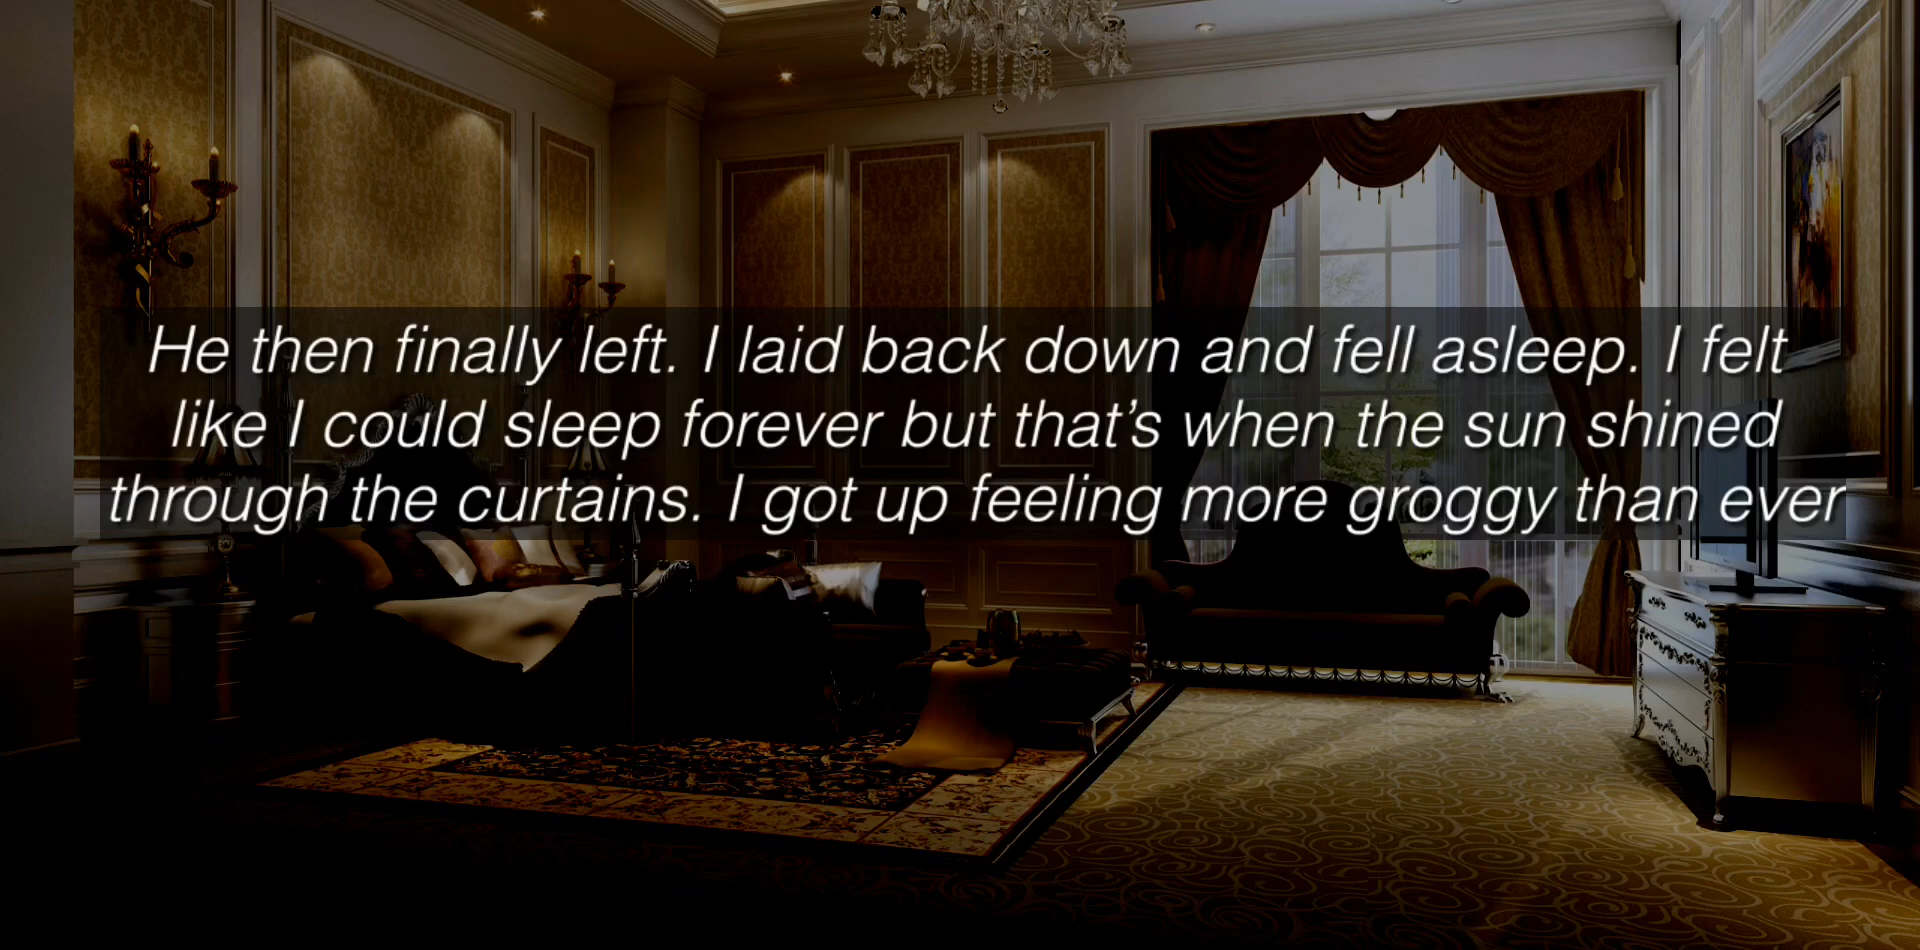 He then finally left. I laid back down and fell asleep. I felt
like I could sleep forever but that's when the sun shined
through the curtains. I got up feeling more groggy than ever